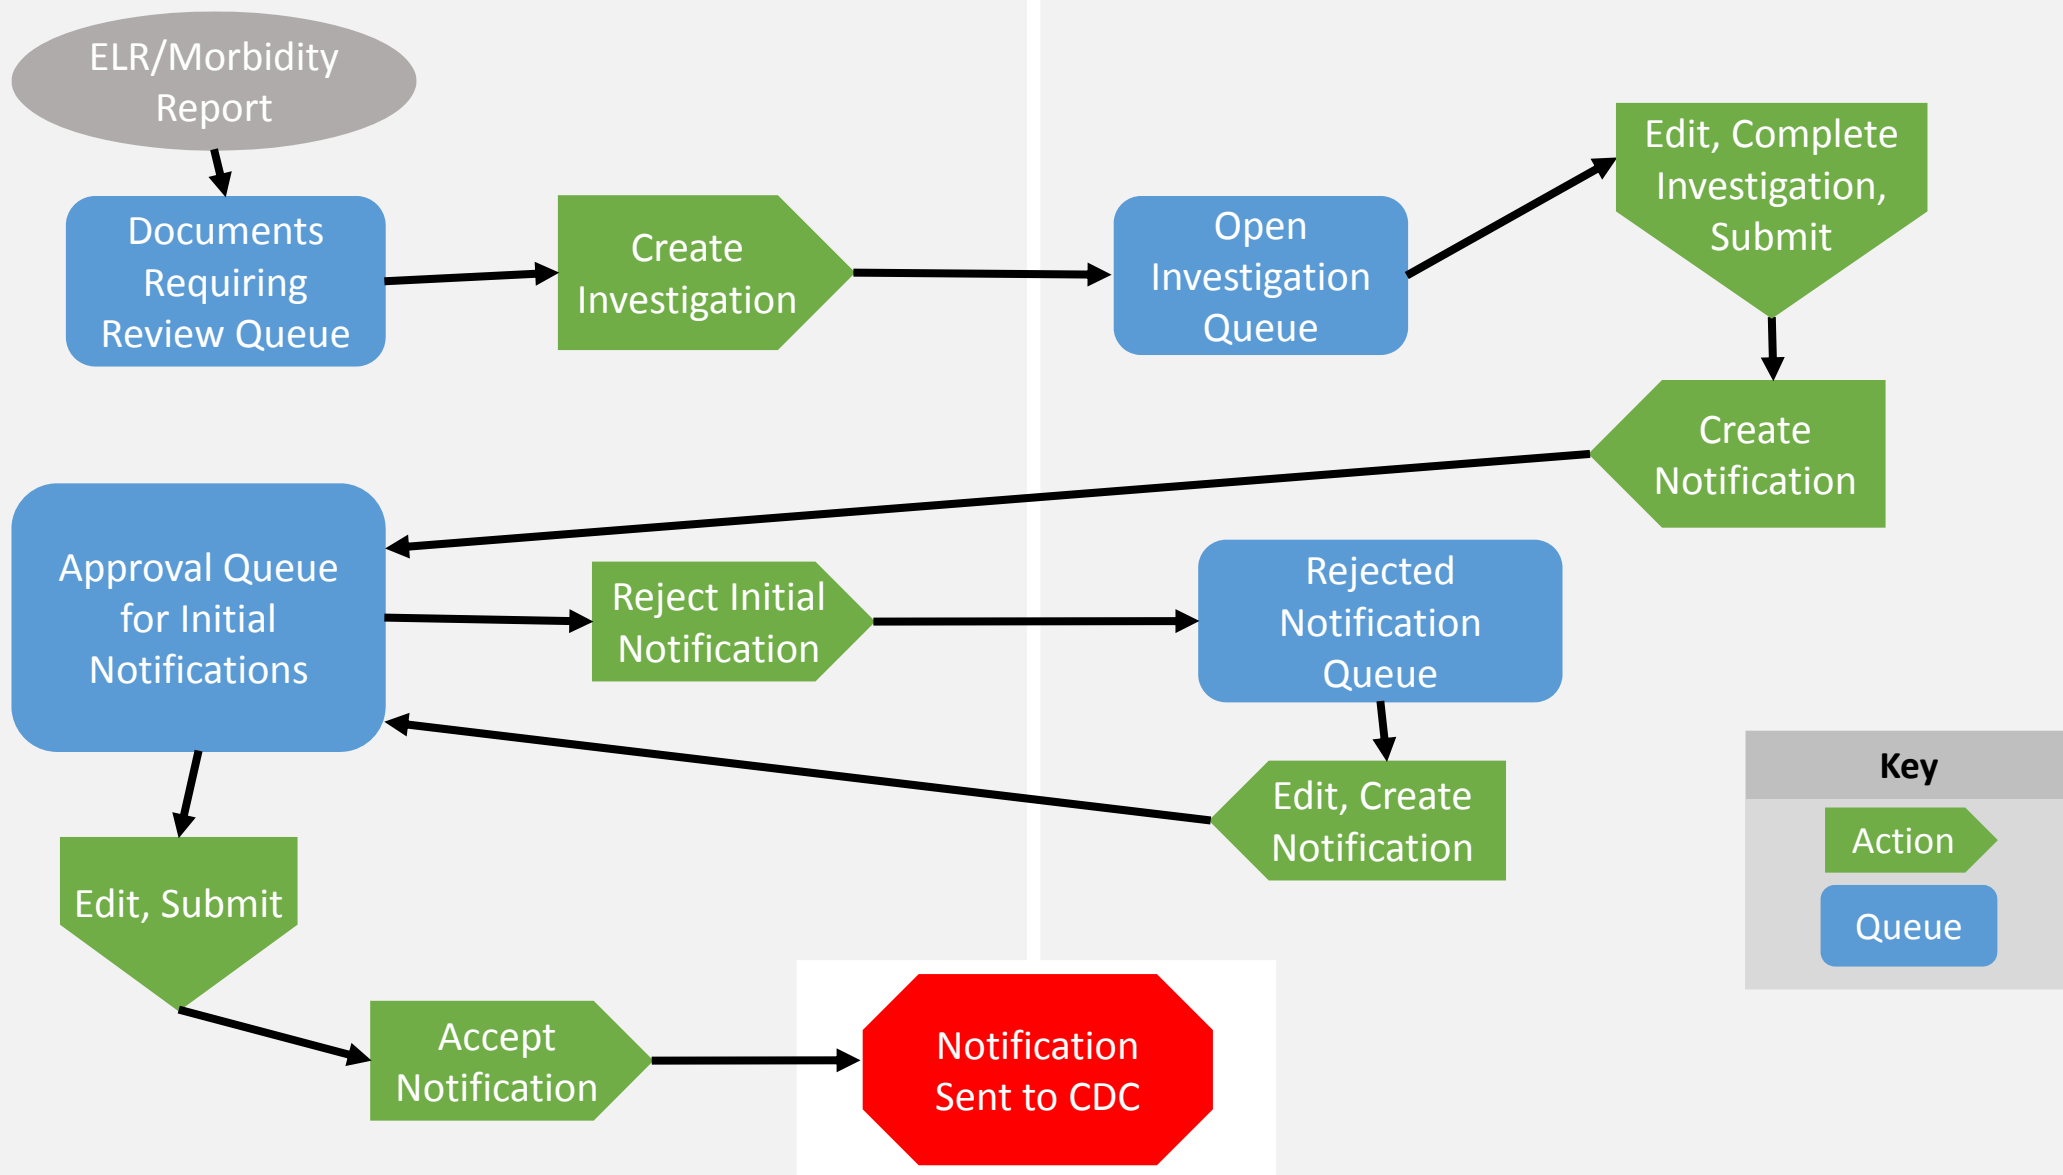 ELR/Morbidity
Report
Documents
Requiring
Review Queue
Create
Investigation
Open
Investigation
Queue
Edit, Complete
Investigation,
Submit
Create
Notification
Approval Queue
for Initial
Notifications
Reject Initial
Notification
Rejected
Notification
Queue
Edit, Create
Notification
Edit, Submit
Accept
Notification
Notification
Sent to CDC
Key
Action
Queue